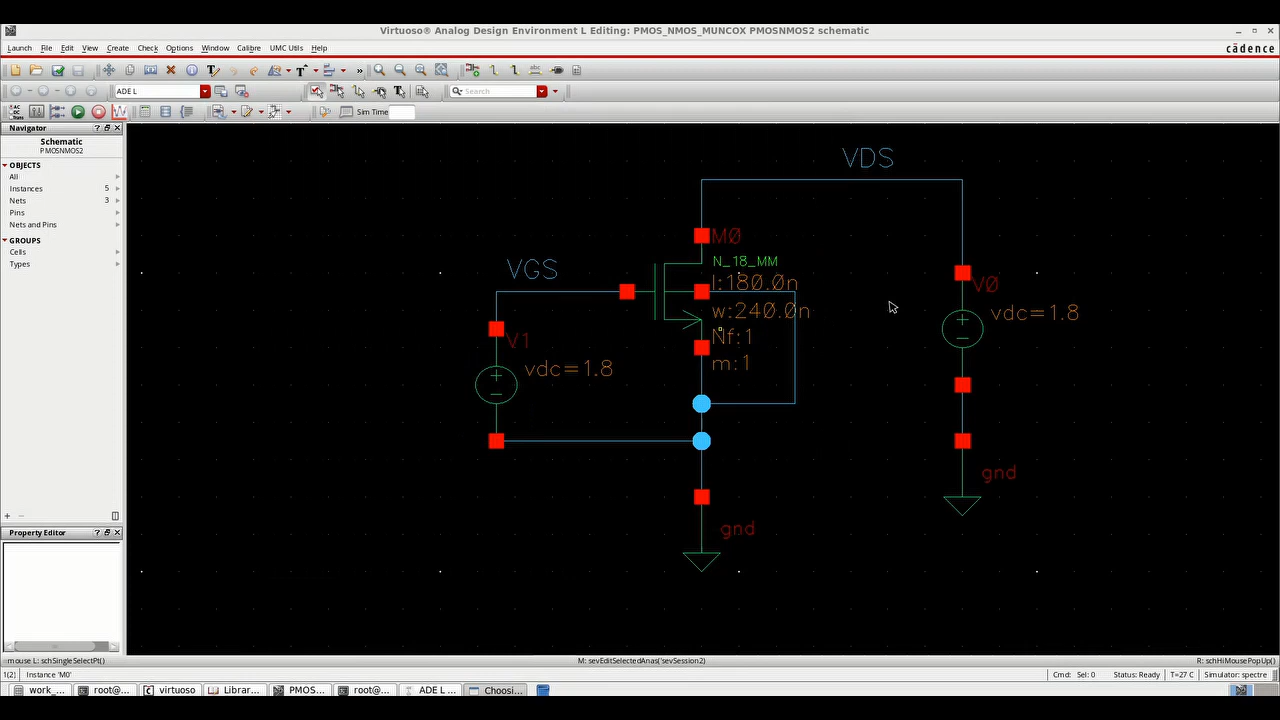 Virtuoso® Analog Design Environment L Editing: PMOS_NMOS_MUNCOX PMOSNMOS2 schematic
Launch File Edit View Create Check Options Window Calibre UMC Utils Help
cādence
ADE L
Search
Sim Time
Navigator
Schematic
PMOSNMOS2
OBJECTS
All
Instances 5
Nets 3
Pins
Nets and Pins
GROUPS
Cells
Types
Property Editor
VDS
M0
N_18_MM
VGS
l:180.0n
V0
w:240.0n
vdc=1.8
Nf:1
V1
m:1
vdc=1.8
gnd
gnd
mouse L: schSingleSelectPt()
M: sevEditSelectedAnas('sevSession2)
R: schHiMousePopUp()
1(2) Instance 'M0'
Cmd: Sel: 0 Status: Ready T=27 C Simulator: spectre
work_... root@... virtuoso Librar... PMOS... root@... ADE L ... Choosi...